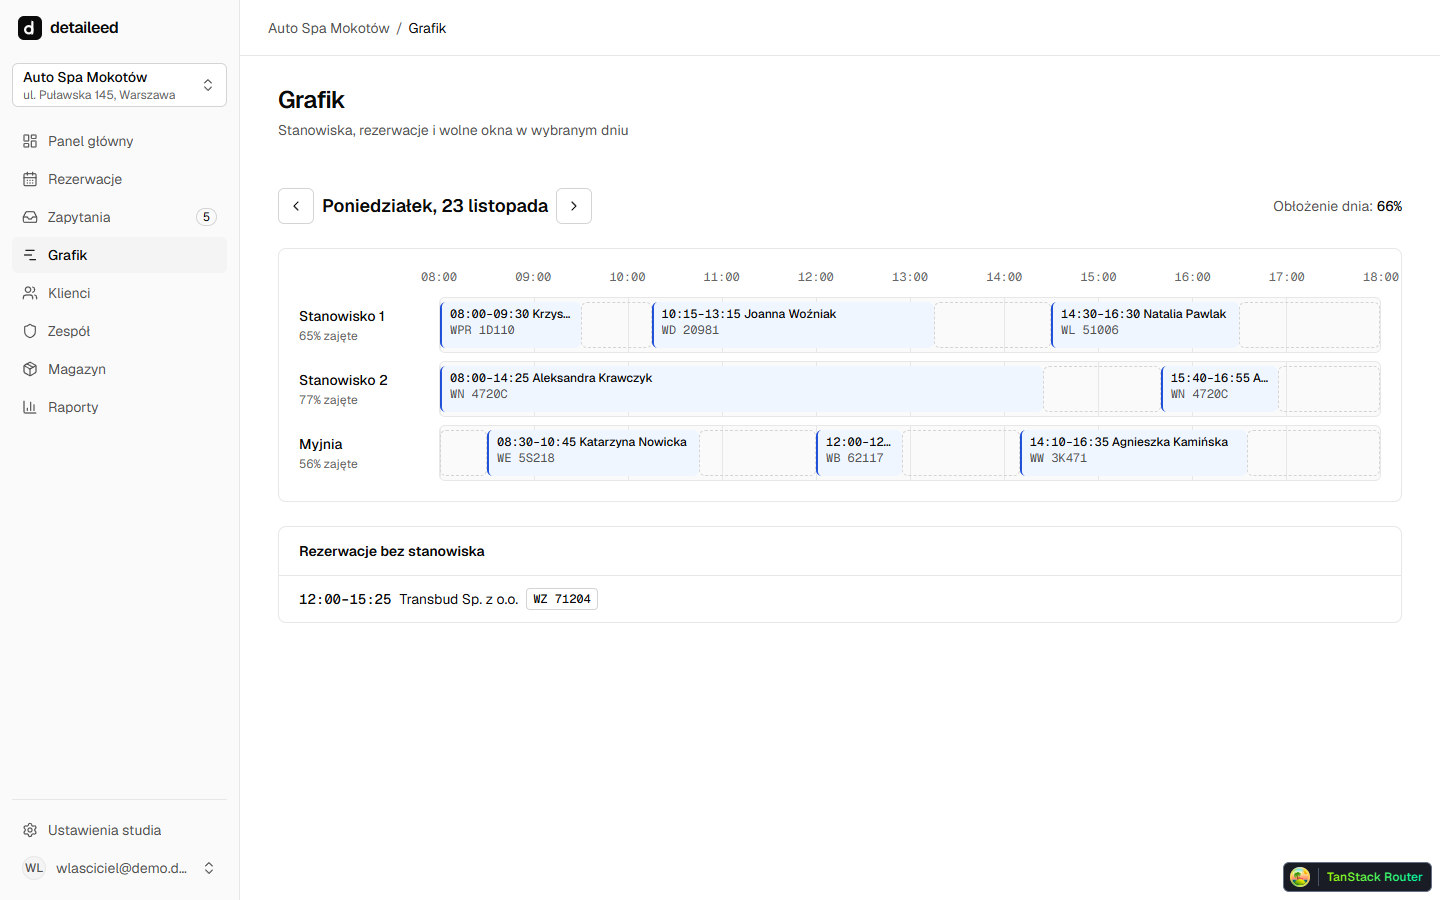 detaileed
Auto Spa Mokotów / Grafik
Auto Spa Mokotów
ul. Puławska 145, Warszawa
Panel główny
Rezerwacje
Zapytania 5
Grafik
Klienci
Zespół
Magazyn
Raporty
Ustawienia studia
WL wlasciciel@demo.d...
Grafik
Stanowiska, rezerwacje i wolne okna w wybranym dniu
Poniedziałek, 23 listopada
Obłożenie dnia: 66%
08:00 09:00 10:00 11:00 12:00 13:00 14:00 15:00 16:00 17:00 18:00
Stanowisko 1
65% zajęte
08:00–09:30 Krzys...
WPR 1D110
10:15–13:15 Joanna Woźniak
WD 20981
14:30–16:30 Natalia Pawlak
WL 51006
Stanowisko 2
77% zajęte
08:00–14:25 Aleksandra Krawczyk
WN 4720C
15:40–16:55 A...
WN 4720C
Myjnia
56% zajęte
08:30–10:45 Katarzyna Nowicka
WE 5S218
12:00–12...
WB 62117
14:10–16:35 Agnieszka Kamińska
WW 3K471
Rezerwacje bez stanowiska
12:00–15:25 Transbud Sp. z o.o. WZ 71204
TanStack Router